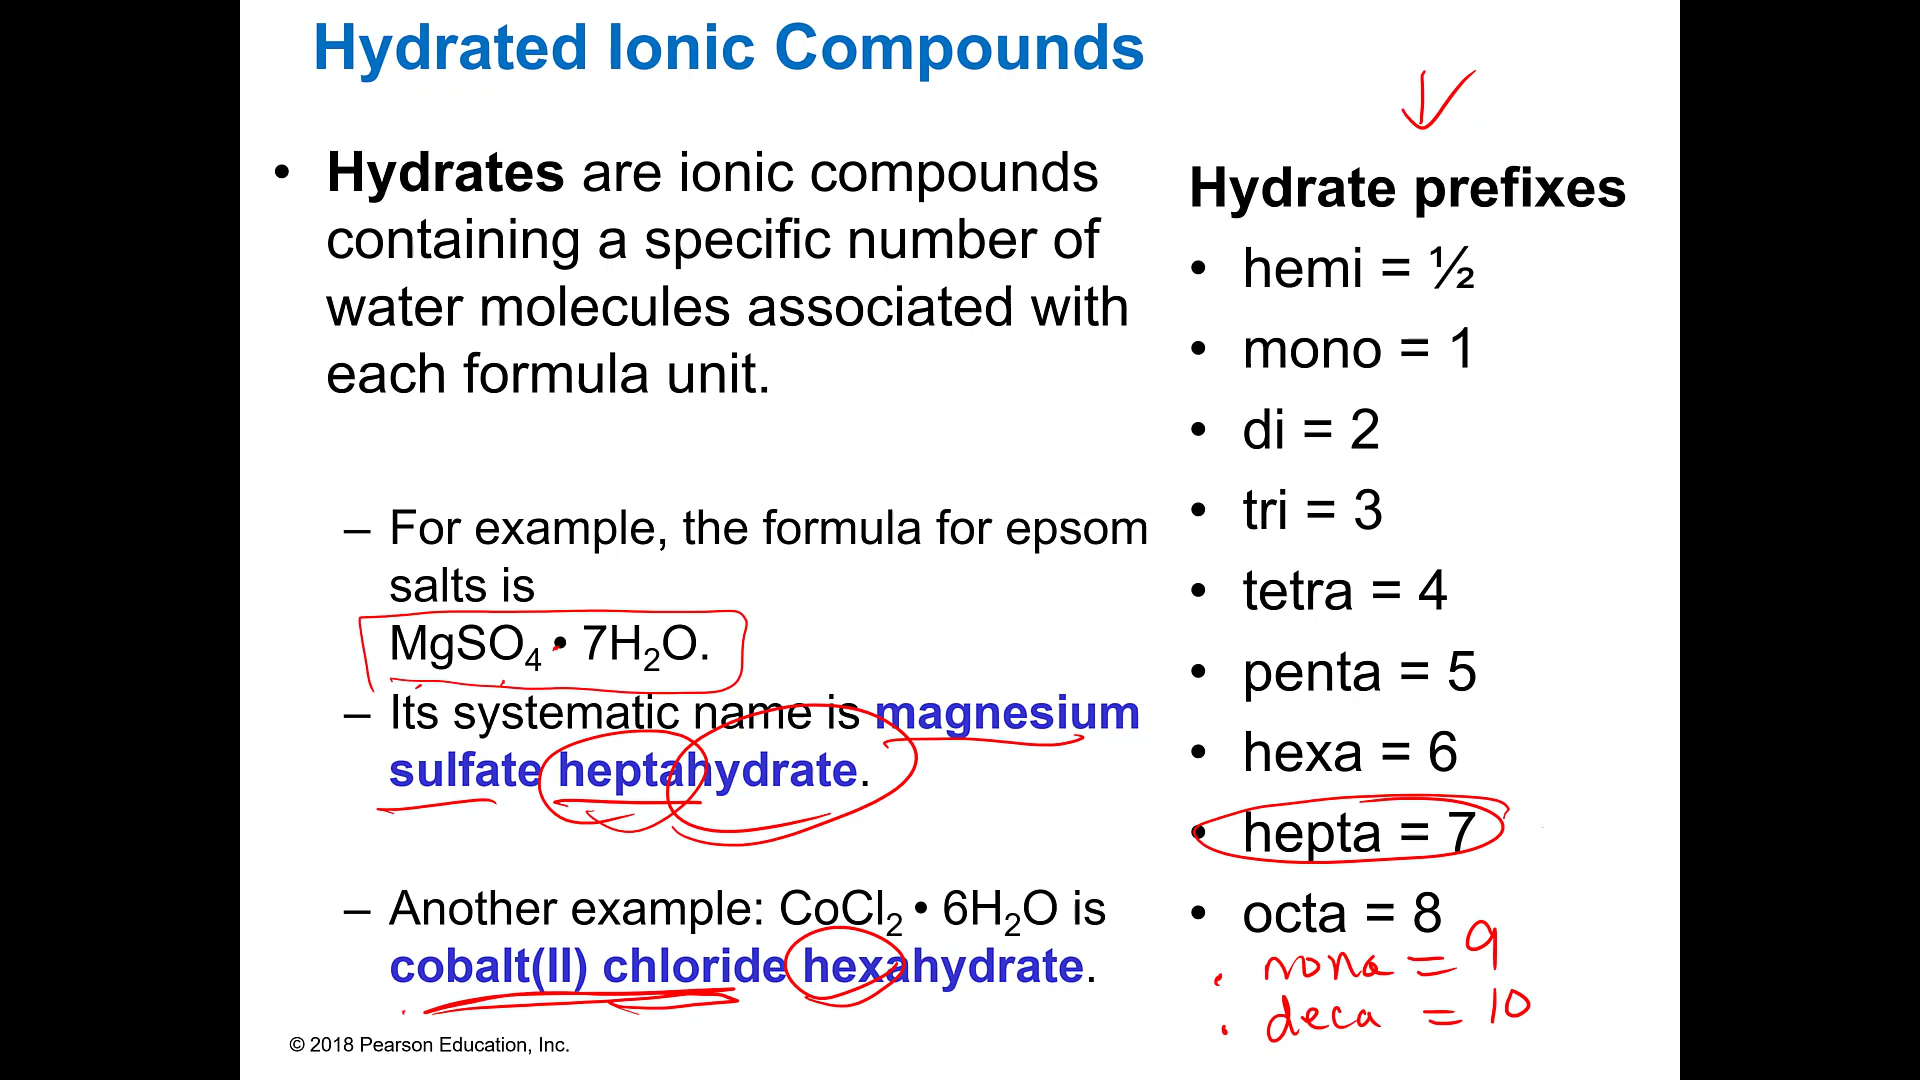 Hydrated Ionic Compounds
• Hydrates are ionic compounds
containing a specific number of
water molecules associated with
each formula unit.
– For example, the formula for epsom
salts is
MgSO₄ • 7H₂O.
– Its systematic name is magnesium
sulfate heptahydrate.
– Another example: CoCl₂ • 6H₂O is
cobalt(II) chloride hexahydrate.
Hydrate prefixes
• hemi = ½
• mono = 1
• di = 2
• tri = 3
• tetra = 4
• penta = 5
• hexa = 6
• hepta = 7
• octa = 8
• nona = 9
• deca = 10
© 2018 Pearson Education, Inc.